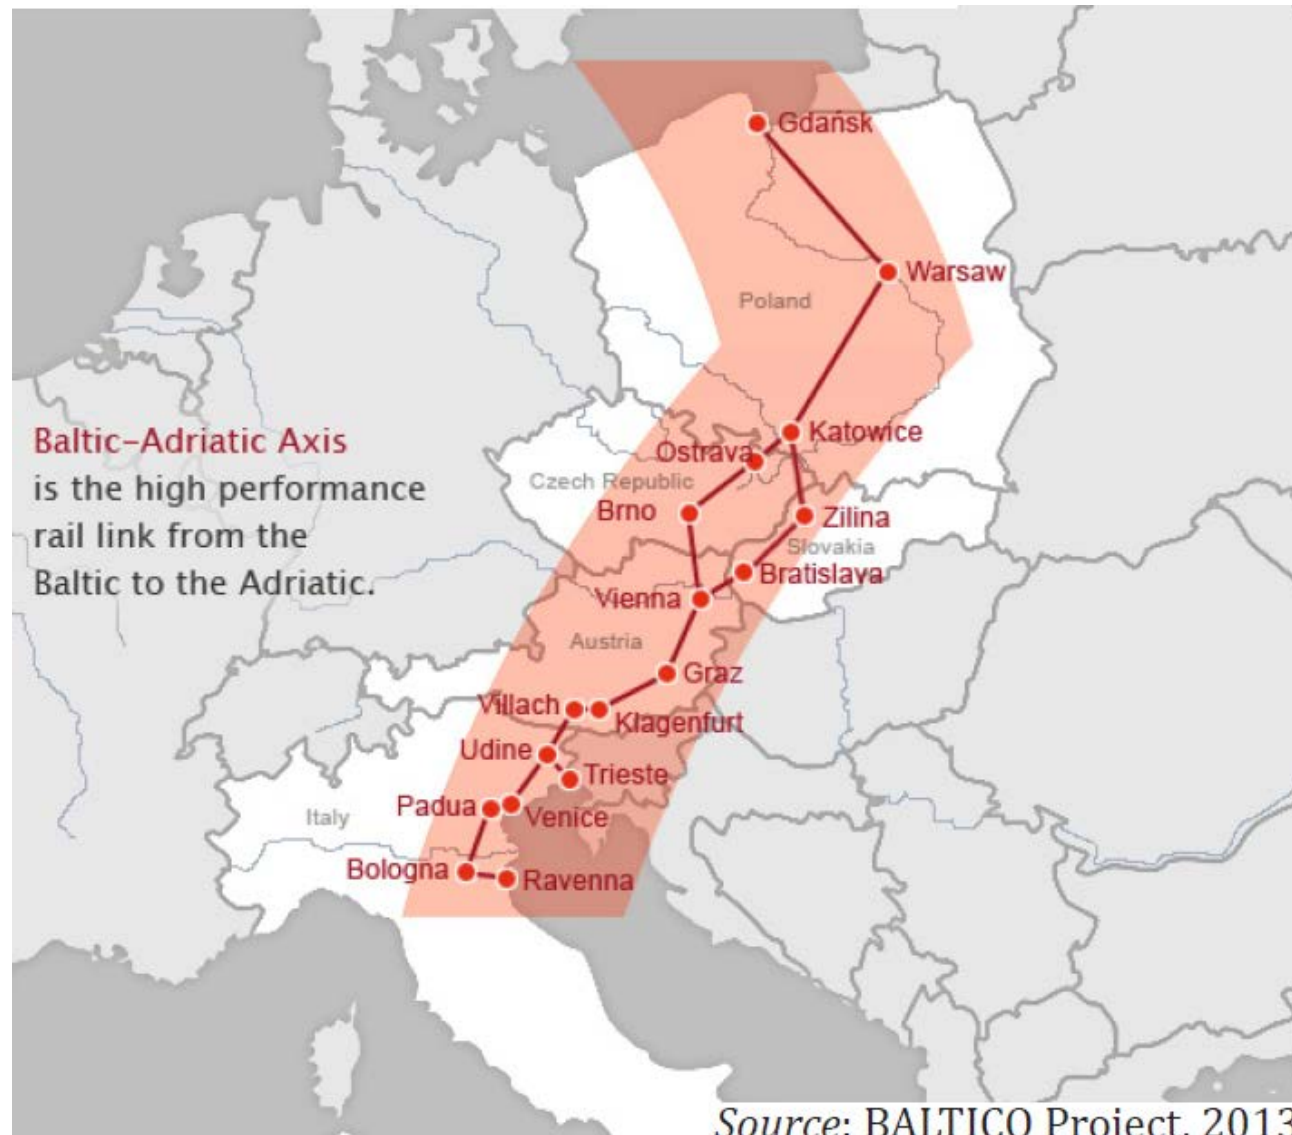 Gdańsk
Warsaw
Poland
Baltic–Adriatic Axis
is the high performance
rail link from the
Baltic to the Adriatic.
Katowice
Ostrava
Czech Republic
Brno
Zilina
Slovakia
Bratislava
Vienna
Austria
Graz
Villach
Klagenfurt
Udine
Trieste
Padua
Venice
Italy
Bologna
Ravenna
Source: BALTICO Project, 2013